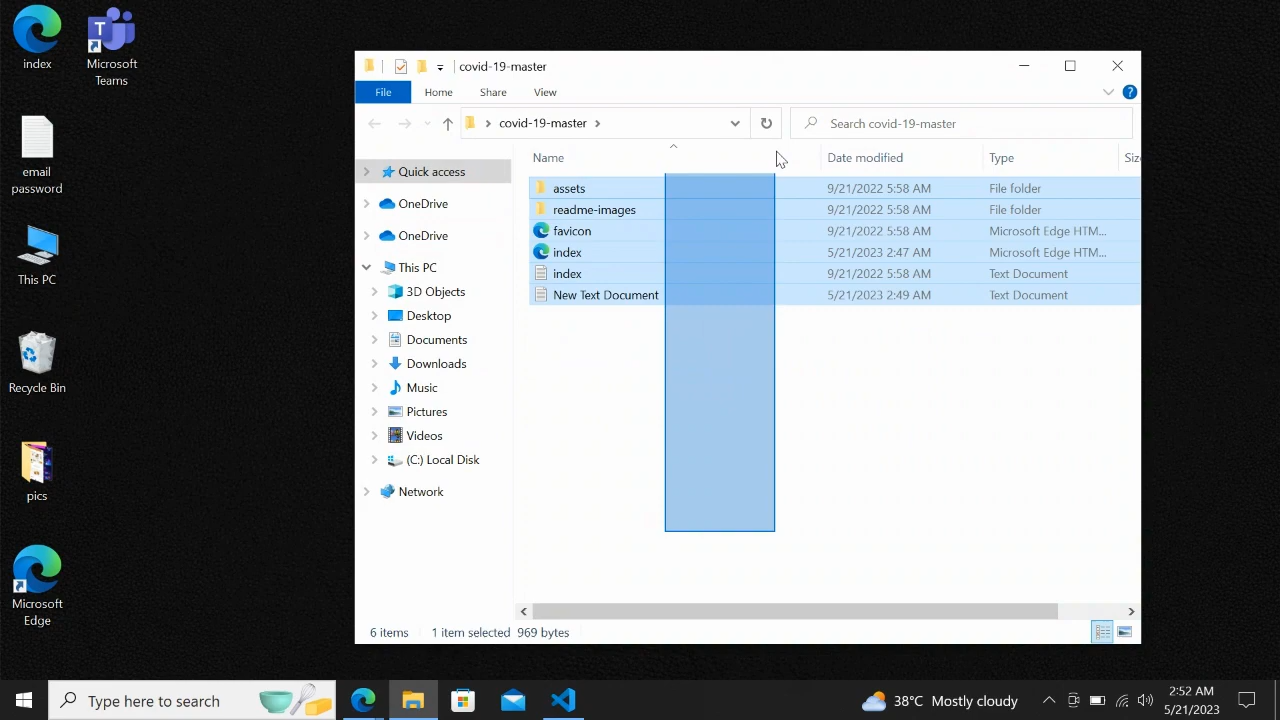 index
Microsoft
Teams
email
password
This PC
Recycle Bin
pics
Microsoft
Edge
covid-19-master
File
Home
Share
View
covid-19-master
Search covid-19-master
Name
Date modified
Type
Siz
Quick access
OneDrive
OneDrive
This PC
3D Objects
Desktop
Documents
Downloads
Music
Pictures
Videos
(C:) Local Disk
Network
assets 9/21/2022 5:58 AM File folder
readme-images 9/21/2022 5:58 AM File folder
favicon 9/21/2022 5:58 AM Microsoft Edge HTM...
index 5/21/2023 2:47 AM Microsoft Edge HTM...
index 9/21/2022 5:58 AM Text Document
New Text Document 5/21/2023 2:49 AM Text Document
6 items 1 item selected 969 bytes
Type here to search
38°C Mostly cloudy
2:52 AM
5/21/2023